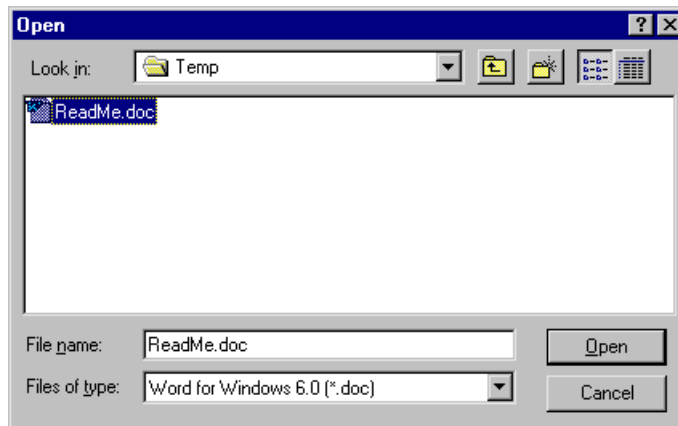 Open
Look in: Temp
ReadMe.doc
File name: ReadMe.doc Open
Files of type: Word for Windows 6.0 (*.doc) Cancel